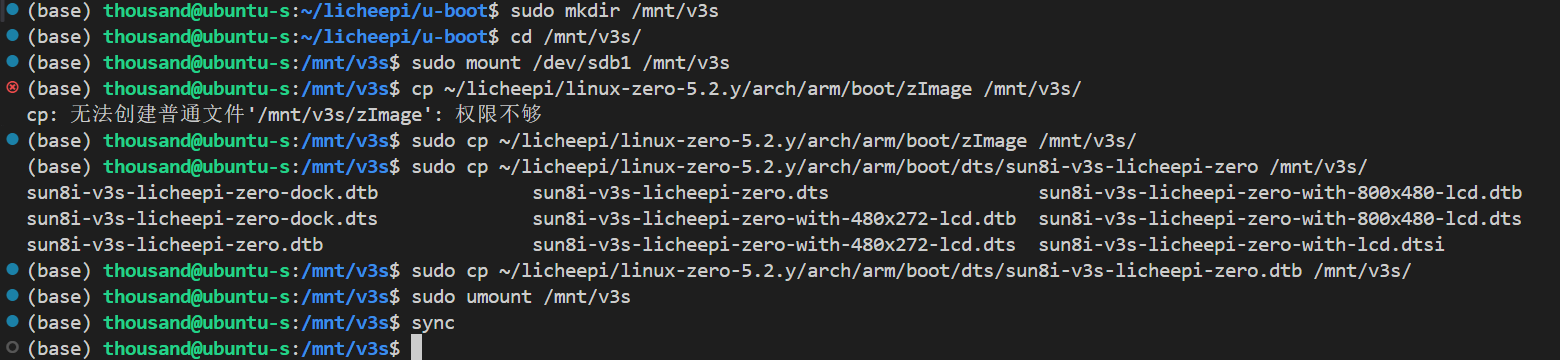 (base) thousand@ubuntu-s:~/licheepi/u-boot$ sudo mkdir /mnt/v3s
(base) thousand@ubuntu-s:~/licheepi/u-boot$ cd /mnt/v3s/
(base) thousand@ubuntu-s:/mnt/v3s$ sudo mount /dev/sdb1 /mnt/v3s
(base) thousand@ubuntu-s:/mnt/v3s$ cp ~/licheepi/linux-zero-5.2.y/arch/arm/boot/zImage /mnt/v3s/
cp: 无法创建普通文件'/mnt/v3s/zImage': 权限不够
(base) thousand@ubuntu-s:/mnt/v3s$ sudo cp ~/licheepi/linux-zero-5.2.y/arch/arm/boot/zImage /mnt/v3s/
(base) thousand@ubuntu-s:/mnt/v3s$ sudo cp ~/licheepi/linux-zero-5.2.y/arch/arm/boot/dts/sun8i-v3s-licheepi-zero /mnt/v3s/
sun8i-v3s-licheepi-zero-dock.dtb sun8i-v3s-licheepi-zero.dts sun8i-v3s-licheepi-zero-with-800x480-lcd.dtb
sun8i-v3s-licheepi-zero-dock.dts sun8i-v3s-licheepi-zero-with-480x272-lcd.dtb sun8i-v3s-licheepi-zero-with-800x480-lcd.dts
sun8i-v3s-licheepi-zero.dtb sun8i-v3s-licheepi-zero-with-480x272-lcd.dts sun8i-v3s-licheepi-zero-with-lcd.dtsi
(base) thousand@ubuntu-s:/mnt/v3s$ sudo cp ~/licheepi/linux-zero-5.2.y/arch/arm/boot/dts/sun8i-v3s-licheepi-zero.dtb /mnt/v3s/
(base) thousand@ubuntu-s:/mnt/v3s$ sudo umount /mnt/v3s
(base) thousand@ubuntu-s:/mnt/v3s$ sync
(base) thousand@ubuntu-s:/mnt/v3s$